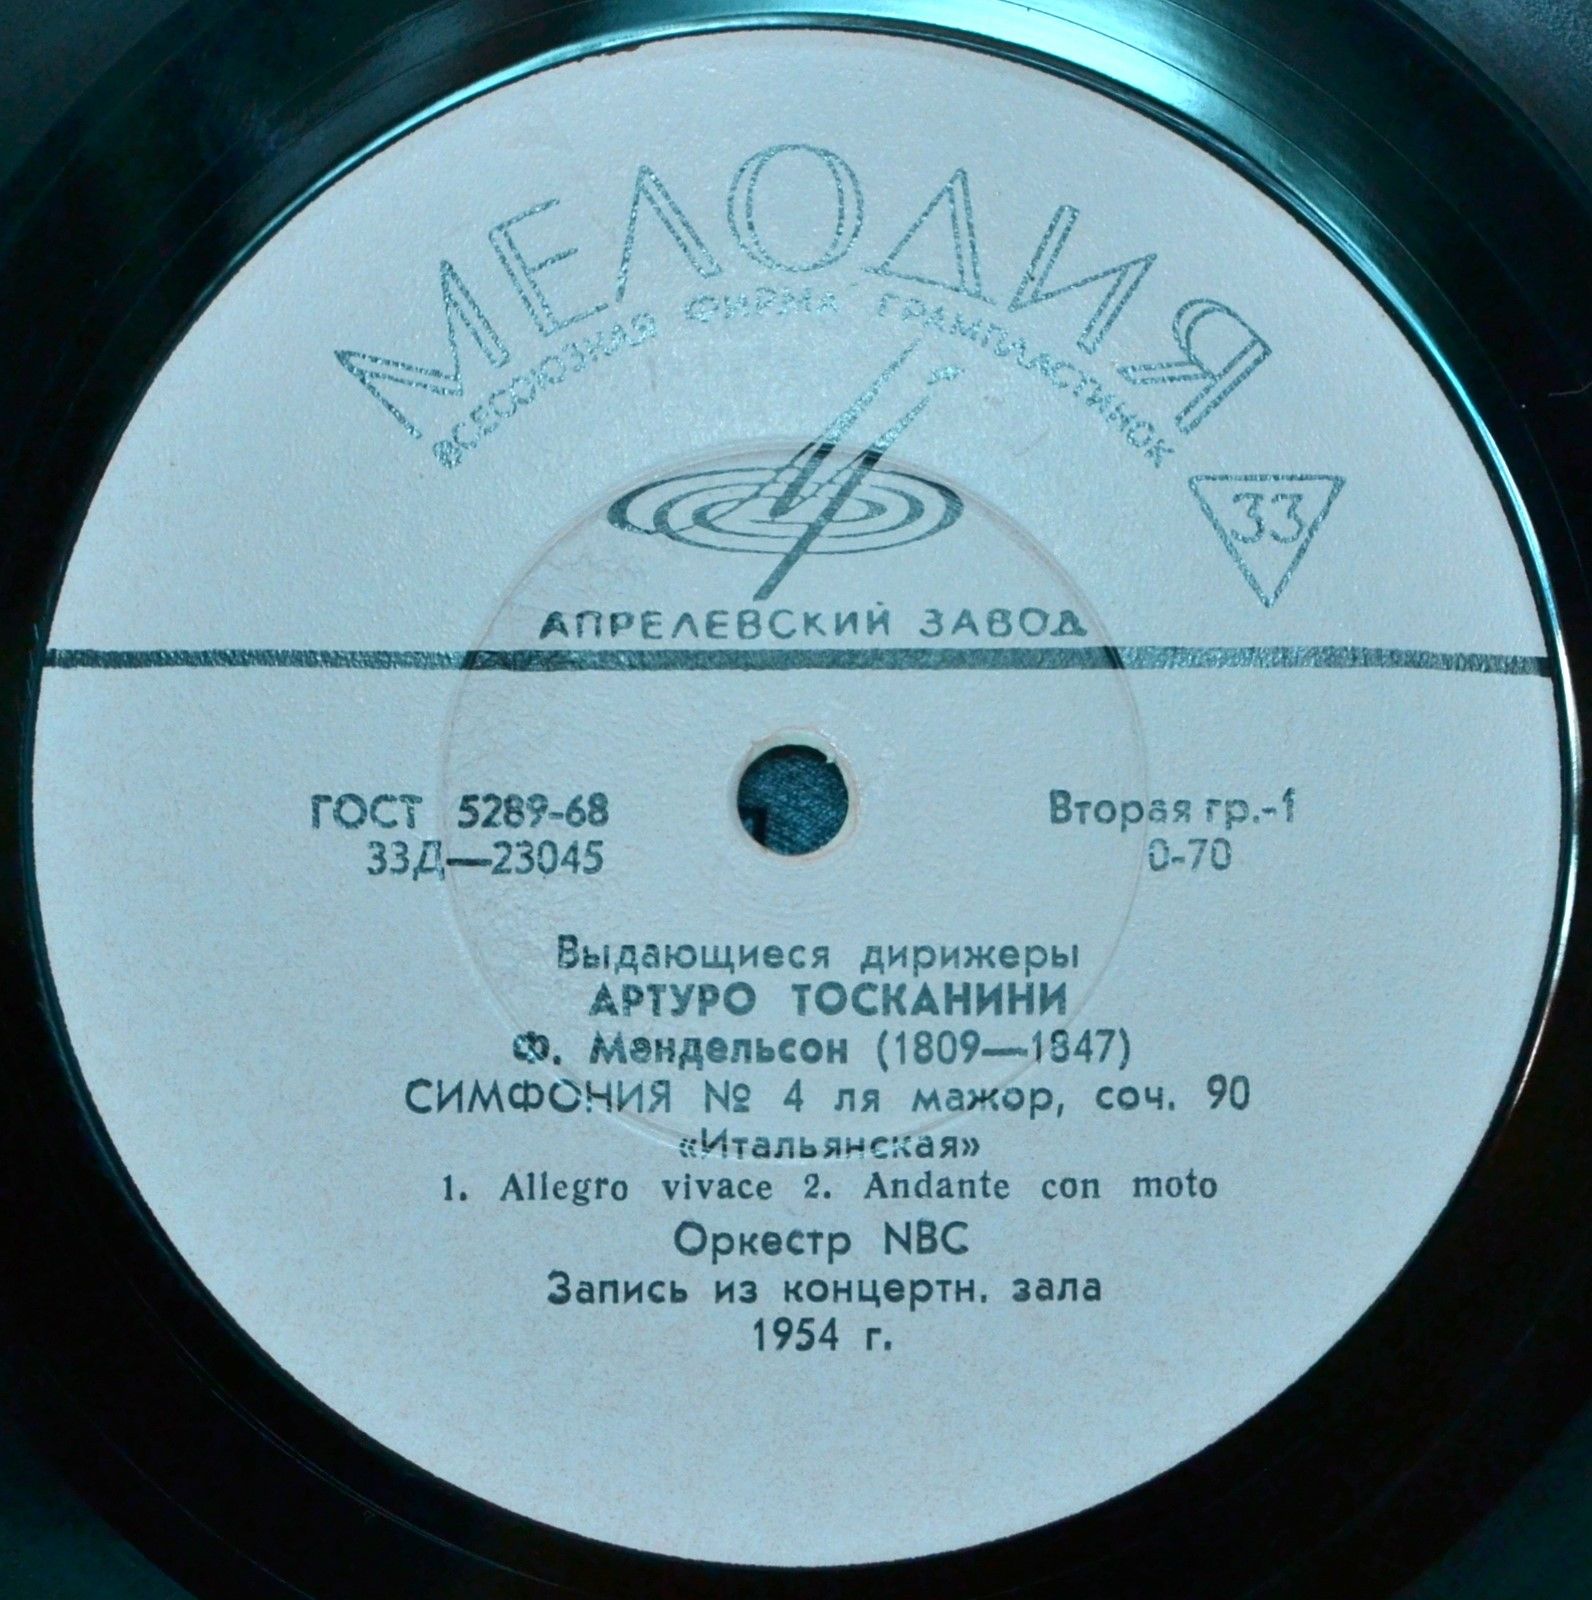 МЕЛОДИЯ
ВСЕСОЮЗНАЯ ФИРМА ГРАМПЛАСТИНОК
33
АПРЕЛЕВСКИЙ ЗАВОД
ГОСТ 5289-68
33Д—23045
Вторая гр.-1
0-70
Выдающиеся дирижеры
АРТУРО ТОСКАНИНИ
Ф. Мендельсон (1809—1847)
СИМФОНИЯ № 4 ля мажор, соч. 90
«Итальянская»
1. Allegro vivace 2. Andante con moto
Оркестр NBC
Запись из концертн. зала
1954 г.